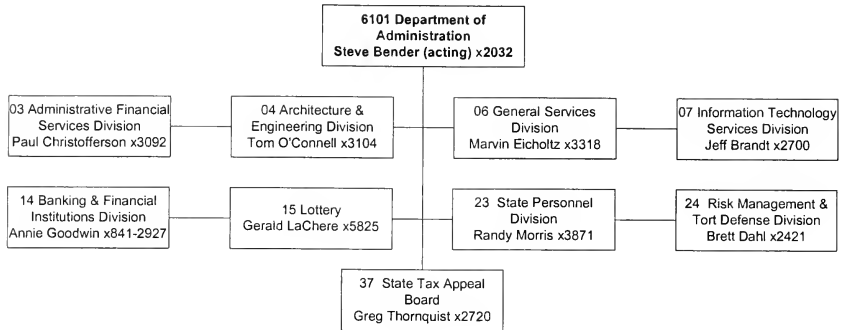 6101 Department of
Administration
Steve Bender (acting) x2032
03 Administrative Financial
Services Division
Paul Christofferson x3092
04 Architecture &
Engineering Division
Tom O'Connell x3104
06 General Services
Division
Marvin Eicholtz x3318
07 Information Technology
Services Division
Jeff Brandt x2700
14 Banking & Financial
Institutions Division
Annie Goodwin x841-2927
15 Lottery
Gerald LaChere x5825
23 State Personnel
Division
Randy Morris x3871
24 Risk Management &
Tort Defense Division
Brett Dahl x2421
37 State Tax Appeal
Board
Greg Thornquist x2720